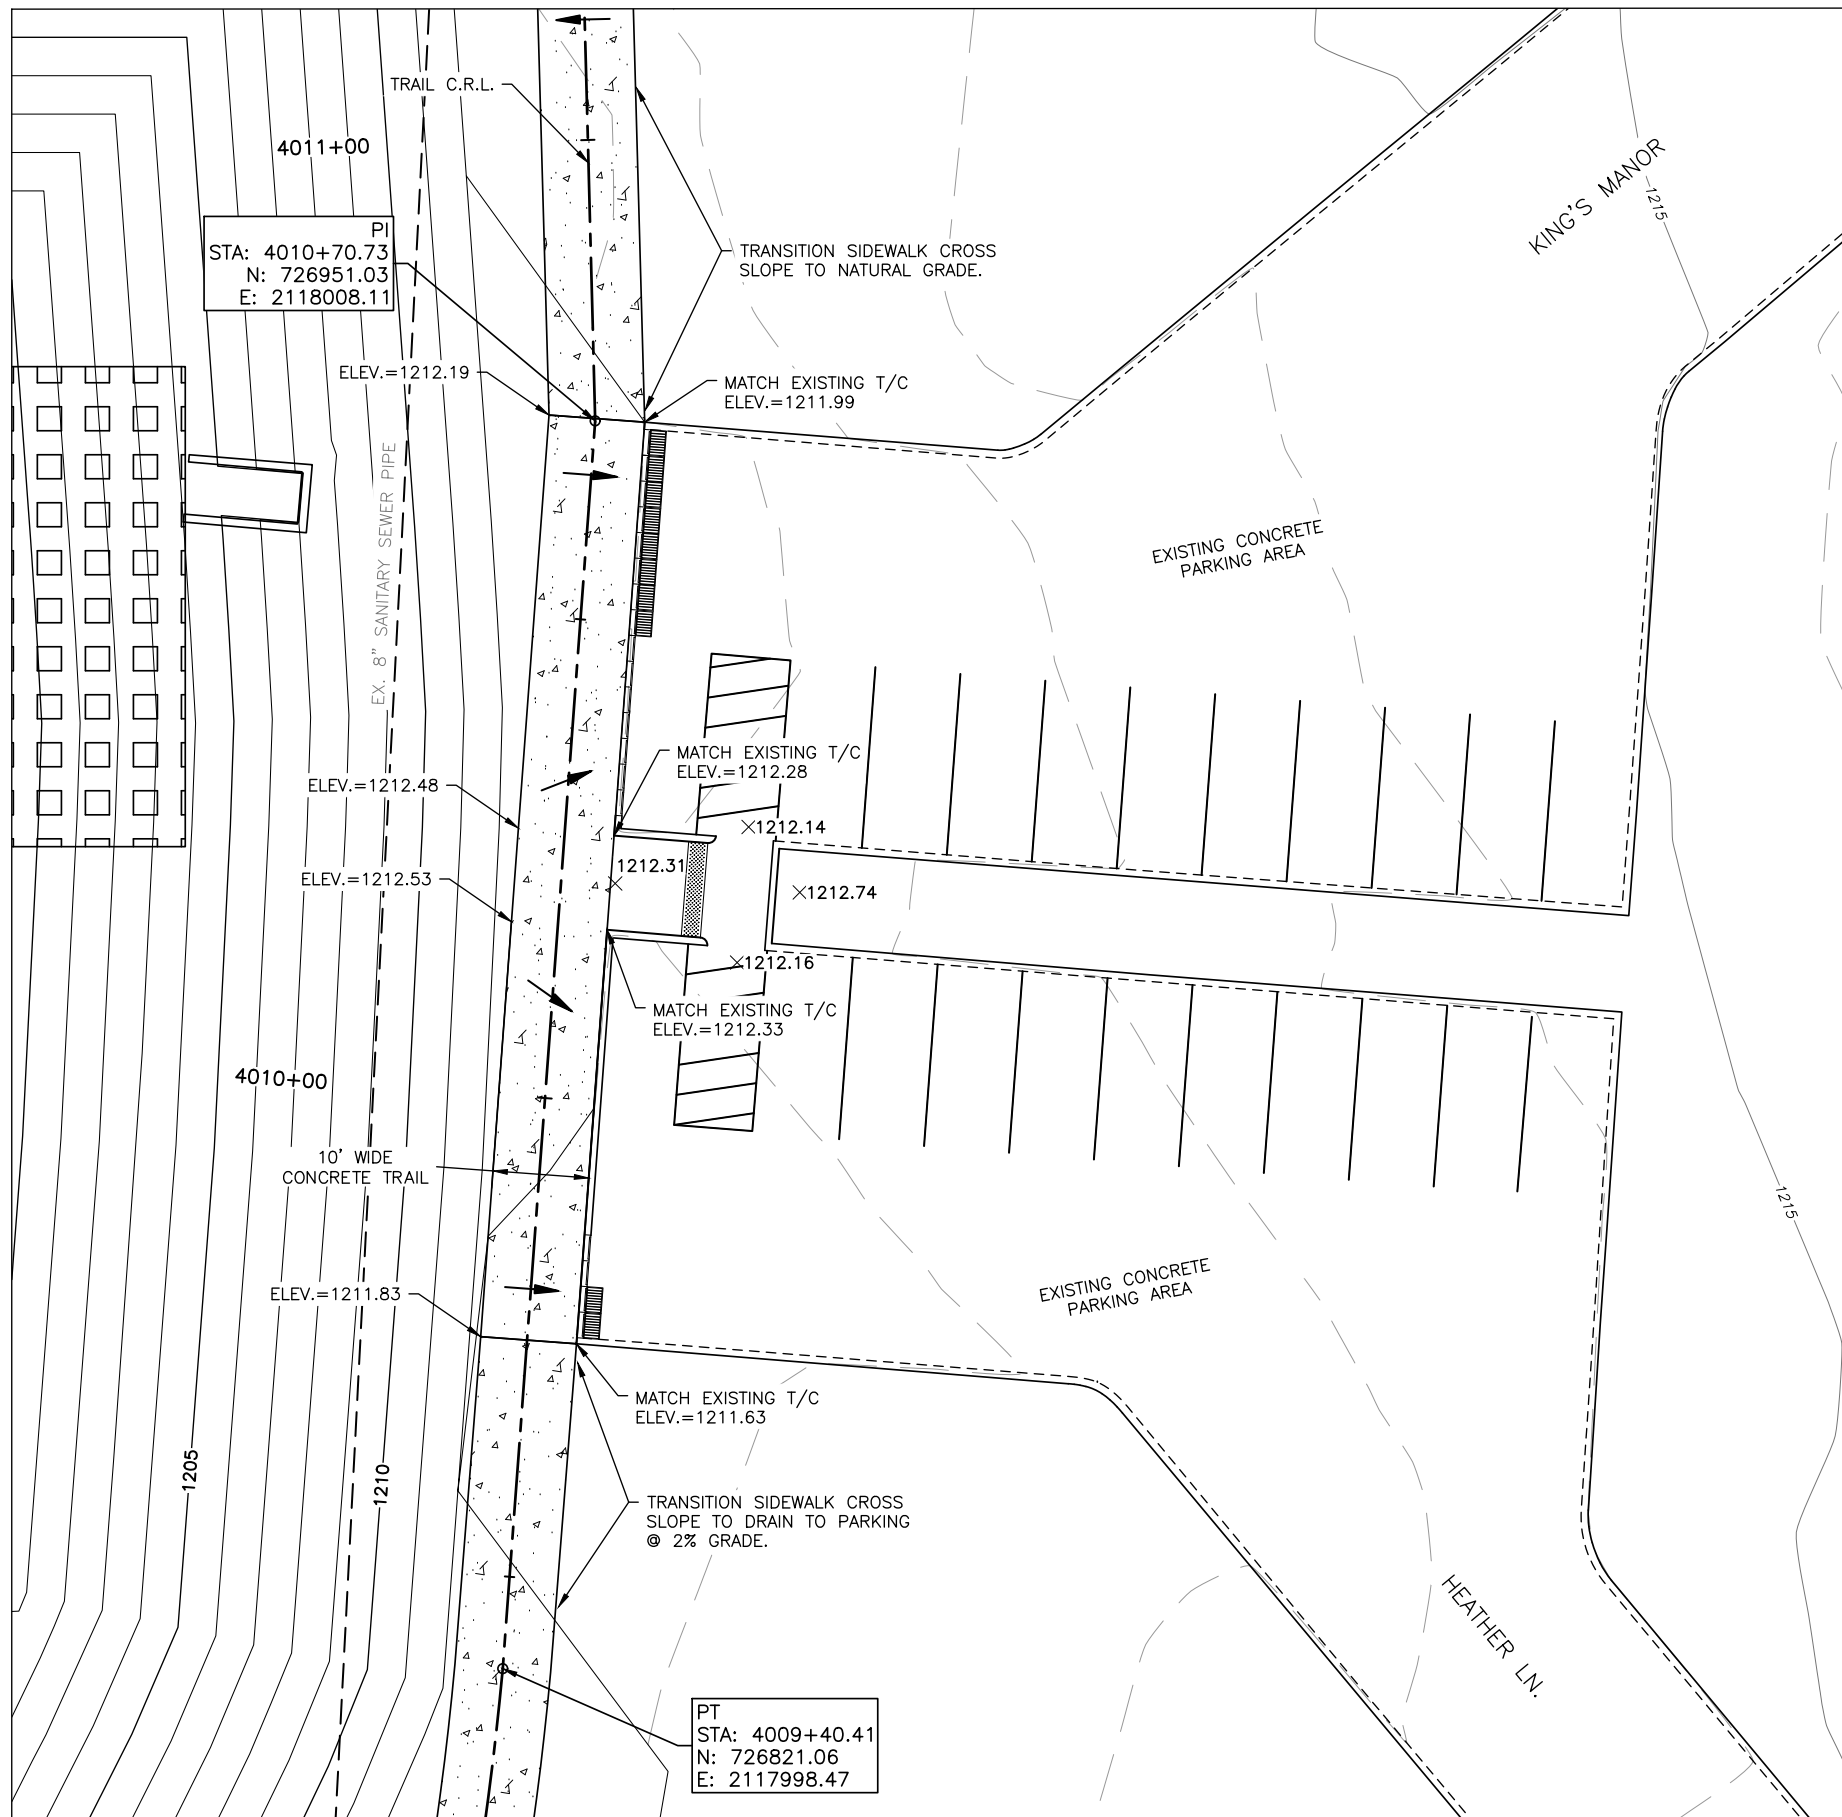 TRAIL C.R.L.
4011+00
KING'S MANOR
1215
PI
STA: 4010+70.73
N: 726951.03
E: 2118008.11
TRANSITION SIDEWALK CROSS
SLOPE TO NATURAL GRADE.
ELEV.=1212.19
MATCH EXISTING T/C
ELEV.=1211.99
EX. 8" SANITARY SEWER PIPE
EXISTING CONCRETE
PARKING AREA
MATCH EXISTING T/C
ELEV.=1212.28
ELEV.=1212.48
1212.14
1212.31
ELEV.=1212.53
1212.74
1212.16
MATCH EXISTING T/C
ELEV.=1212.33
4010+00
10' WIDE
CONCRETE TRAIL
1215
EXISTING CONCRETE
PARKING AREA
ELEV.=1211.83
MATCH EXISTING T/C
ELEV.=1211.63
1205
1210
TRANSITION SIDEWALK CROSS
SLOPE TO DRAIN TO PARKING
@ 2% GRADE.
HEATHER LN.
PT
STA: 4009+40.41
N: 726821.06
E: 2117998.47